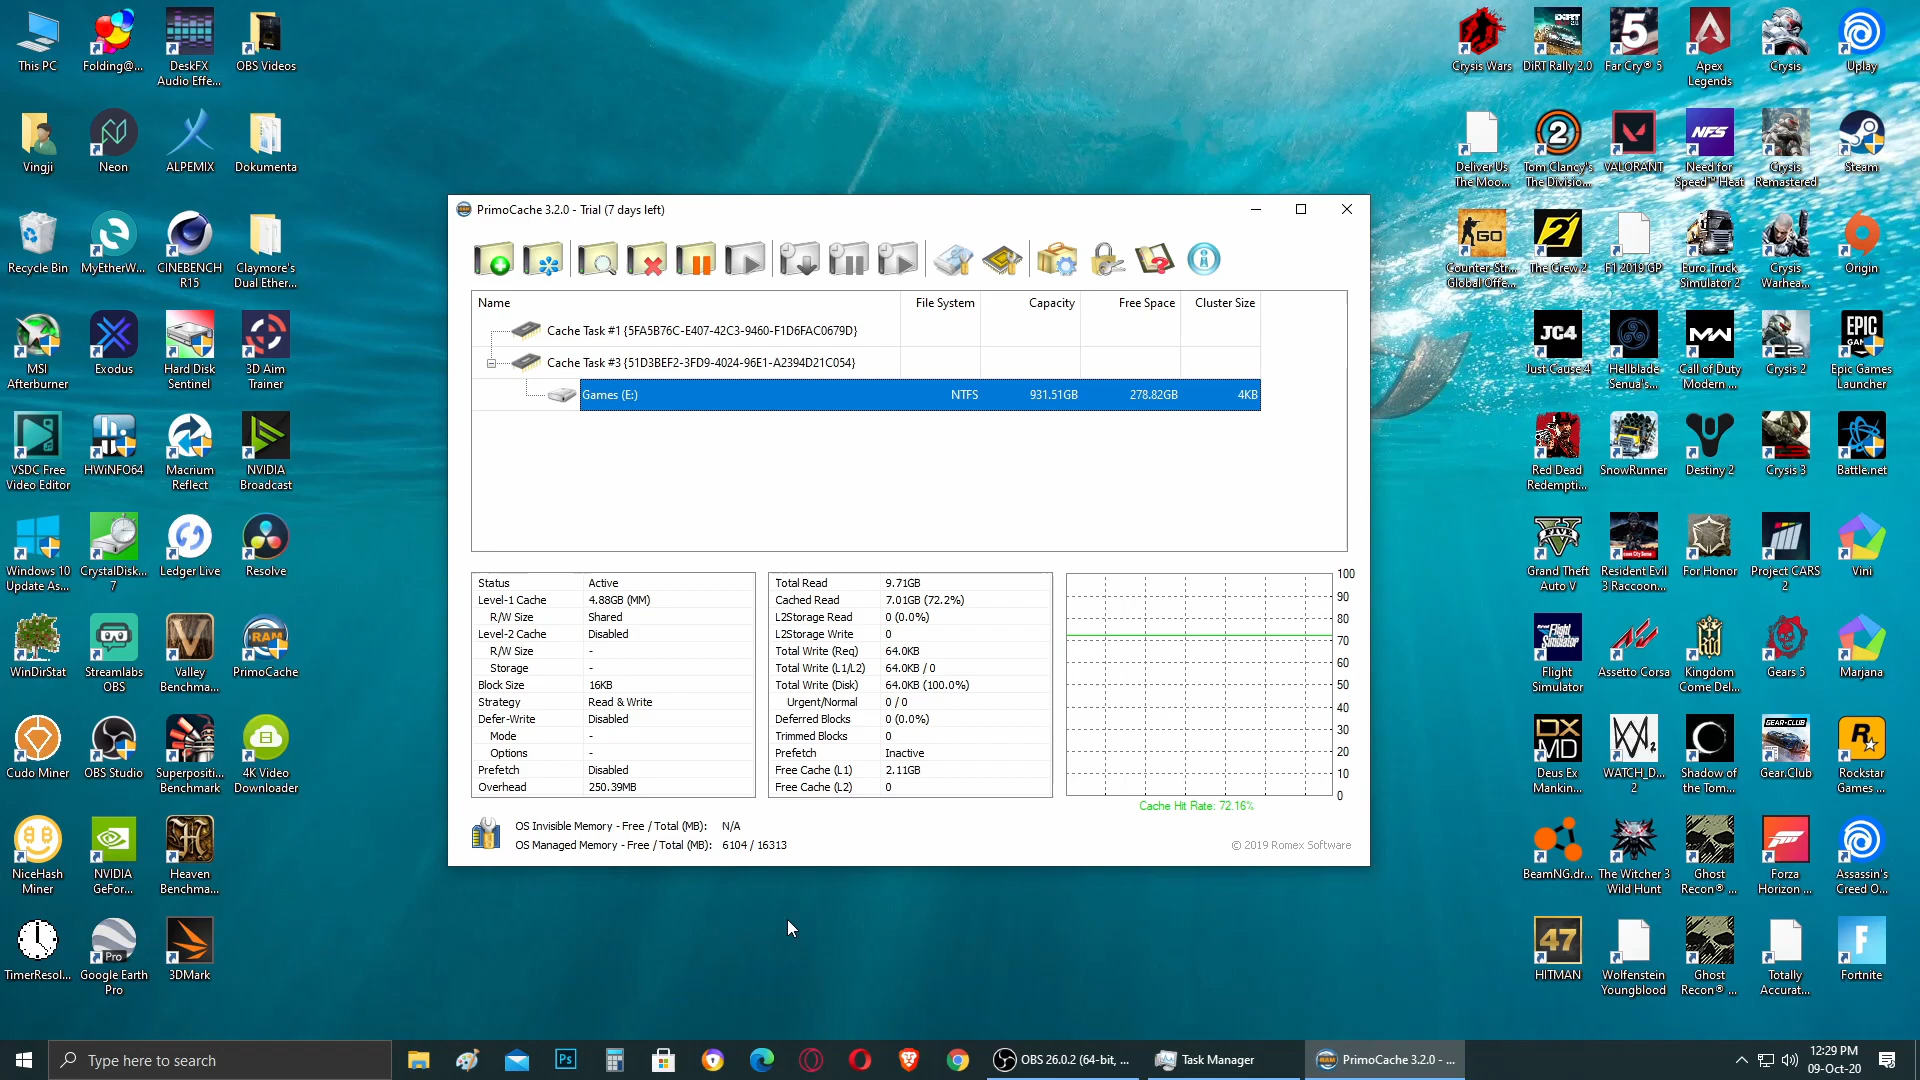 This PC
Folding@...
DeskFX
Audio Effe...
OBS Videos
Vingji
Neon
ALPEMIX
Dokumenta
Recycle Bin
MyEtherW...
CINEBENCH
R15
Claymore's
Dual Ether...
MSI
Afterburner
Exodus
Hard Disk
Sentinel
3D Aim
Trainer
VSDC Free
Video Editor
HWiNFO64
Macrium
Reflect
NVIDIA
Broadcast
Windows 10
Update As...
CrystalDisk...
7
Ledger Live
Resolve
WinDirStat
Streamlabs
OBS
Valley
Benchma...
RAM
PrimoCache
Cudo Miner
OBS Studio
Superpositi...
Benchmark
4K Video
Downloader
NiceHash
Miner
NVIDIA
GeFor...
Heaven
Benchma...
TimerResol...
Pro
Google Earth
Pro
3DMark
PrimoCache 3.2.0 - Trial (7 days left)
Name File System Capacity Free Space Cluster Size
Cache Task #1 {5FA5B76C-E407-42C3-9460-F1D6FAC0679D}
Cache Task #3 {51D3BEF2-3FD9-4024-96E1-A2394D21C054}
Games (E:) NTFS 931.51GB 278.82GB 4KB
Status Active
Level-1 Cache 4.88GB (MM)
R/W Size Shared
Level-2 Cache Disabled
R/W Size -
Storage -
Block Size 16KB
Strategy Read & Write
Defer-Write Disabled
Mode -
Options -
Prefetch Disabled
Overhead 250.39MB
Total Read 9.71GB
Cached Read 7.01GB (72.2%)
L2Storage Read 0 (0.0%)
L2Storage Write 0
Total Write (Req) 64.0KB
Total Write (L1/L2) 64.0KB / 0
Total Write (Disk) 64.0KB (100.0%)
Urgent/Normal 0 / 0
Deferred Blocks 0 (0.0%)
Trimmed Blocks 0
Prefetch Inactive
Free Cache (L1) 2.11GB
Free Cache (L2) 0
100
90
80
70
60
50
40
30
20
10
0
Cache Hit Rate: 72.16%
OS Invisible Memory - Free / Total (MB): N/A
OS Managed Memory - Free / Total (MB): 6104 / 16313
© 2019 Romex Software
Crysis Wars
DiRT Rally 2.0
Far Cry® 5
Apex
Legends
Crysis
Uplay
Deliver Us
The Moo...
Tom Clancy's
The Divisio...
VALORANT
Need for
Speed™ Heat
Crysis
Remastered
Steam
Counter-Str...
Global Offe...
The Crew 2
F1 2019 GP
Euro Truck
Simulator 2
Crysis
Warhea...
Origin
JC4
Just Cause 4
Hellblade
Senua's...
Call of Duty
Modern ...
Crysis 2
EPIC
GAMES
Epic Games
Launcher
Red Dead
Redempti...
SnowRunner
Destiny 2
Crysis 3
Battle.net
Grand Theft
Auto V
Resident Evil
3 Raccoon...
For Honor
Project CARS
2
Vini
Flight
Simulator
Assetto Corsa
Kingdom
Come Del...
Gears 5
Marjana
DX
MD
Deus Ex
Mankin...
WATCH_D...
2
Shadow of
the Tom...
GEAR·CLUB
Gear.Club
Rockstar
Games ...
BeamNG.dr...
The Witcher 3
Wild Hunt
Ghost
Recon® ...
Forza
Horizon ...
Assassin's
Creed O...
47
HITMAN
Wolfenstein
Youngblood
Ghost
Recon® ...
Totally
Accurat...
Fortnite
Type here to search
Ps
OBS 26.0.2 (64-bit, ...
Task Manager
PrimoCache 3.2.0 - ...
12:29 PM
09-Oct-20